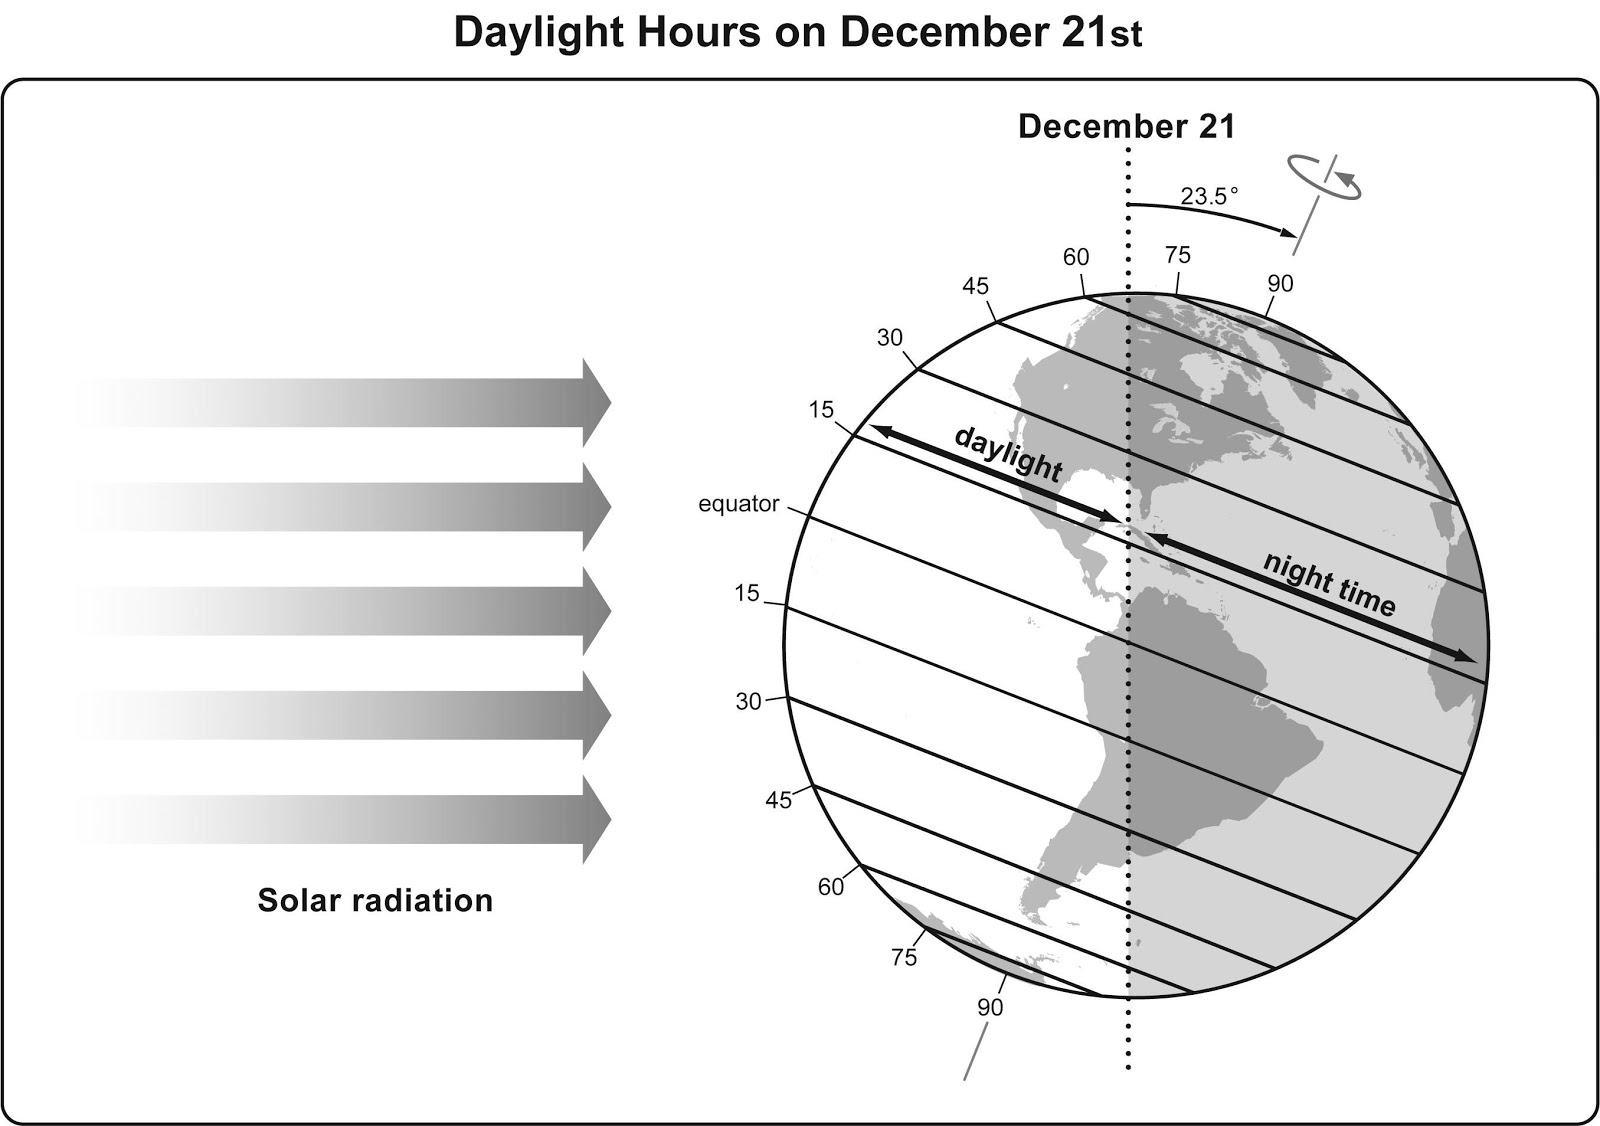 Daylight Hours on December 21st
December 21
23.5°
60
75
90
45
30
15
daylight
equator
night time
15
30
45
60
75
90
Solar radiation